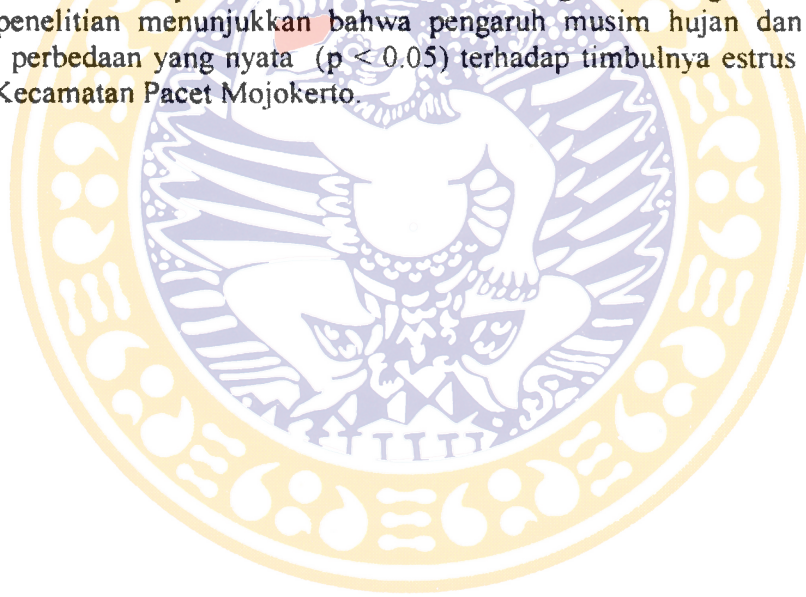 penelitian menunjukkan bahwa pengaruh musim hujan dan
perbedaan yang nyata (p < 0.05) terhadap timbulnya estrus
Kecamatan Pacet Mojokerto.